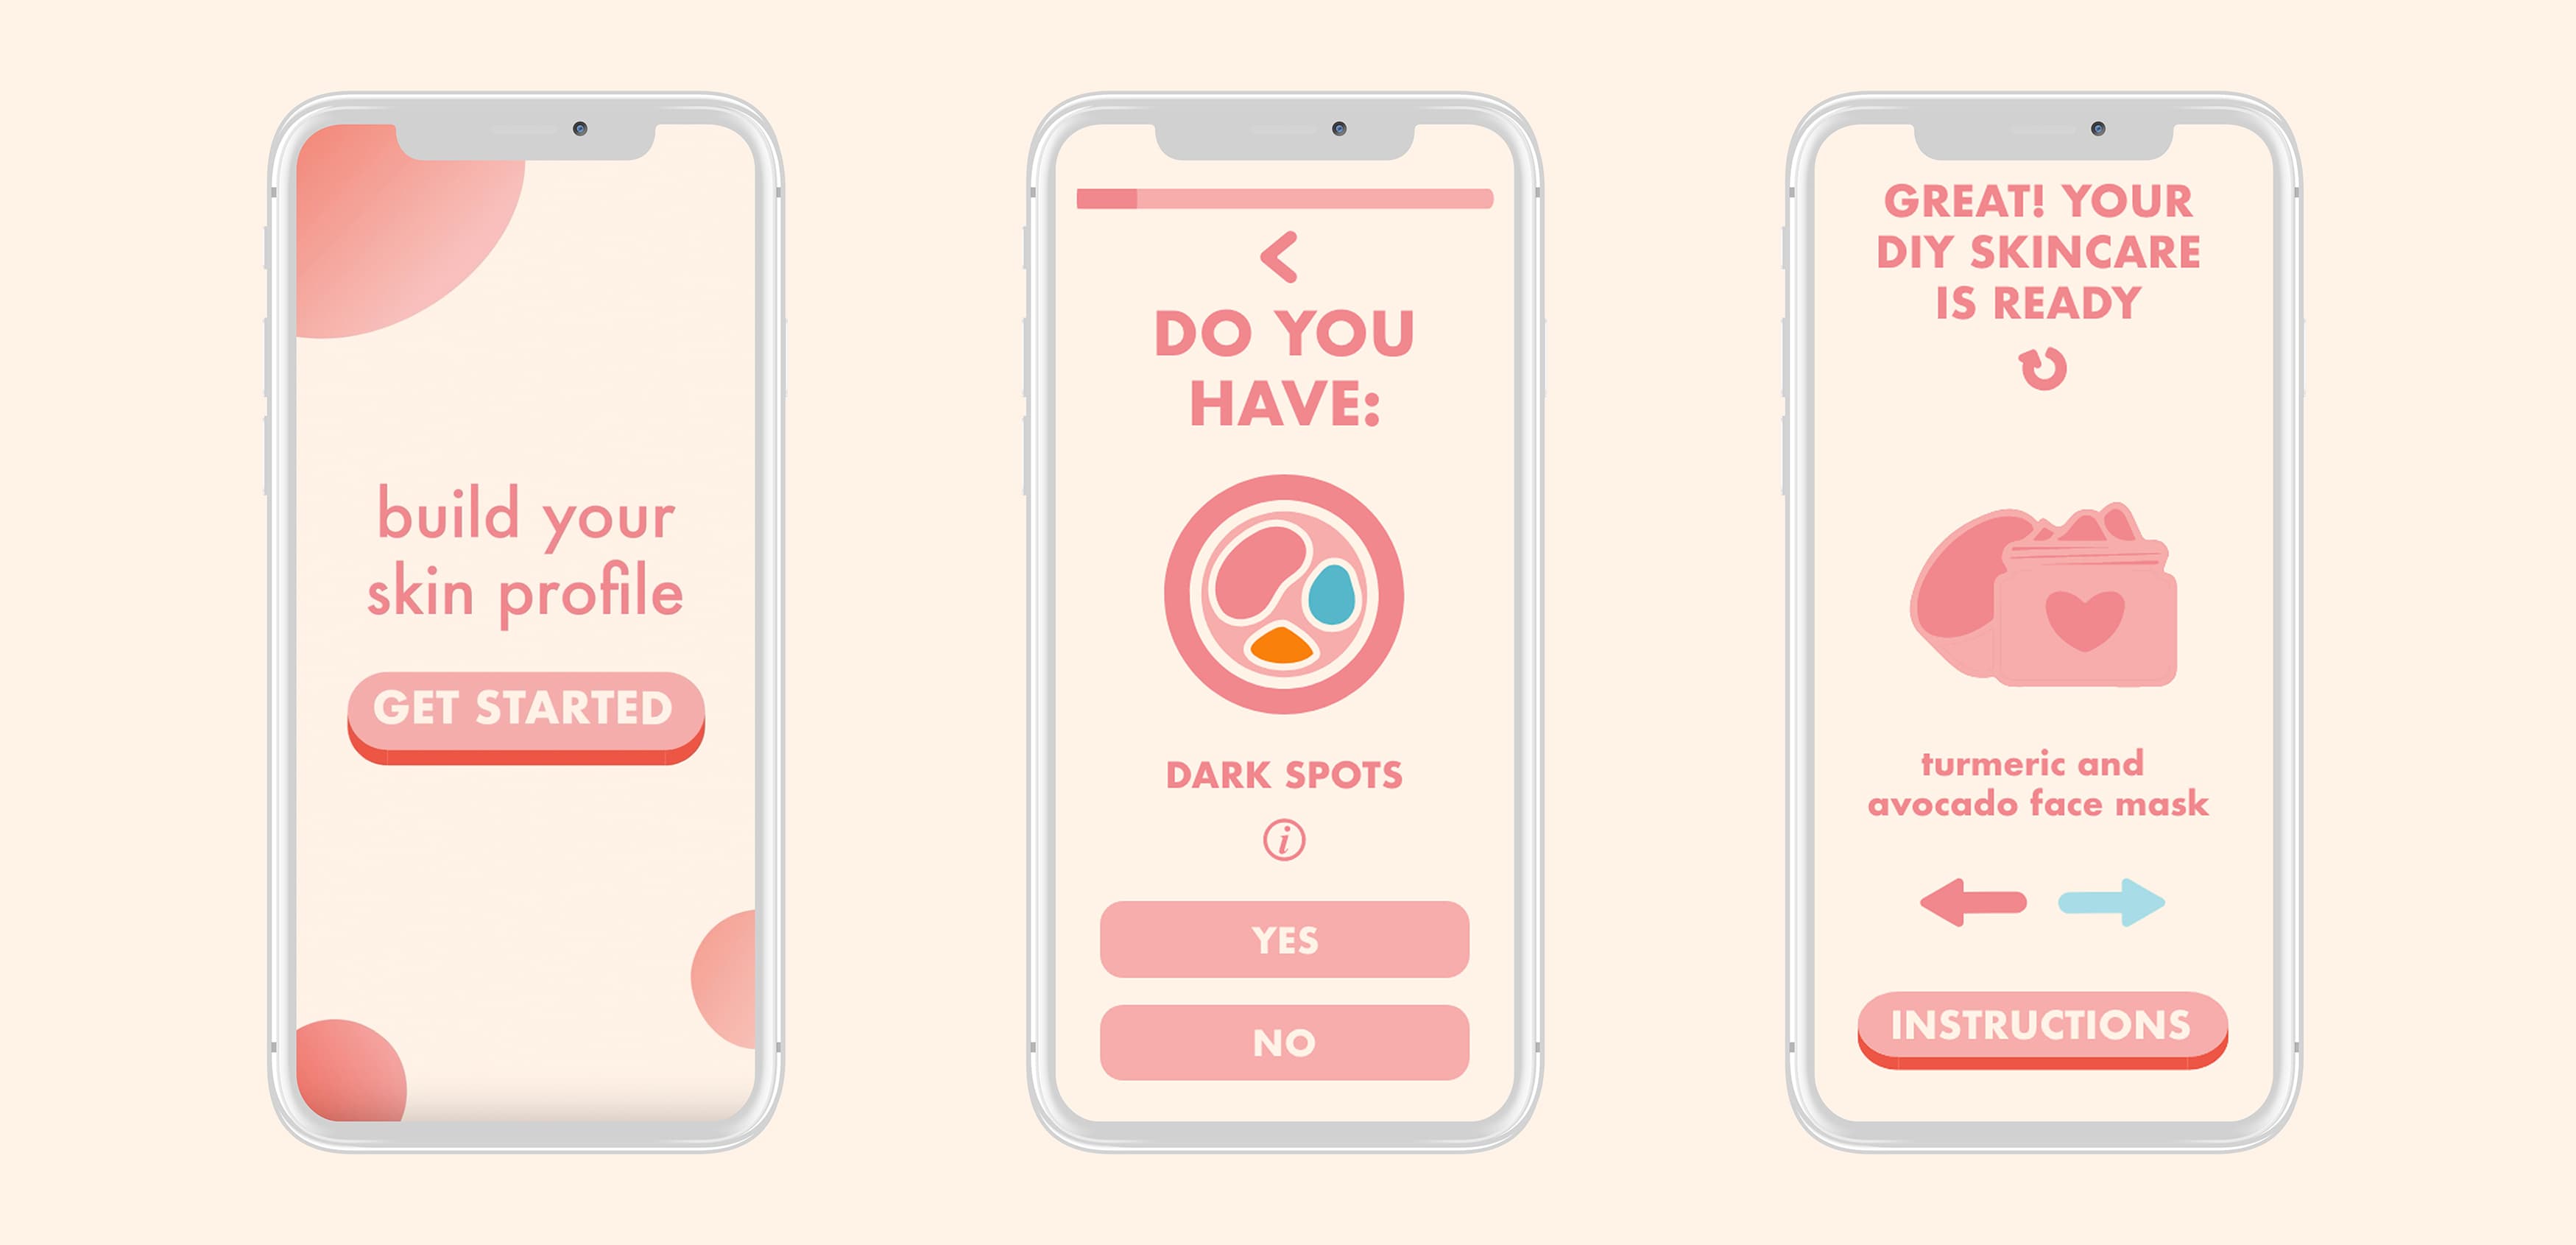 build your
skin profile
GET STARTED
DO YOU
HAVE:
DARK SPOTS
i
YES
NO
GREAT! YOUR
DIY SKINCARE
IS READY
turmeric and
avocado face mask
INSTRUCTIONS